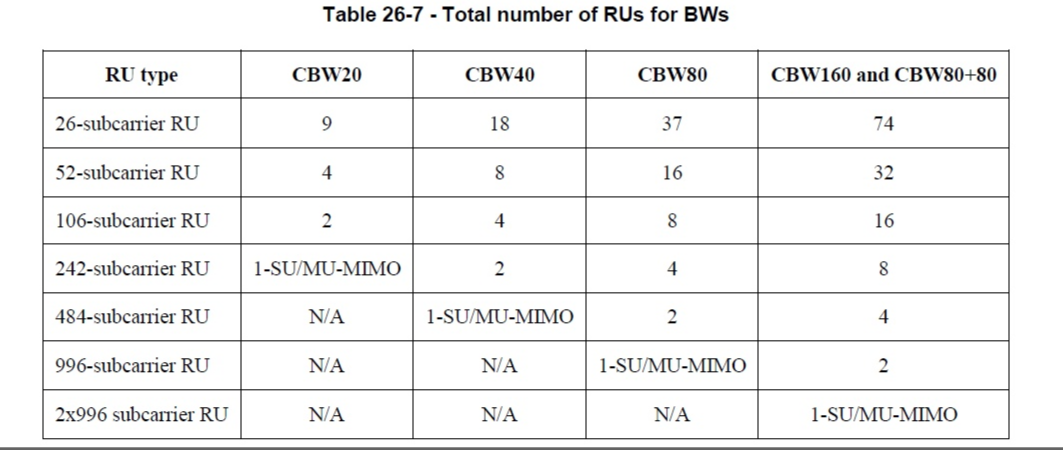 Table 26-7 - Total number of RUs for BWs
RU type CBW20 CBW40 CBW80 CBW160 and CBW80+80
26-subcarrier RU 9 18 37 74
52-subcarrier RU 4 8 16 32
106-subcarrier RU 2 4 8 16
242-subcarrier RU 1-SU/MU-MIMO 2 4 8
484-subcarrier RU N/A 1-SU/MU-MIMO 2 4
996-subcarrier RU N/A N/A 1-SU/MU-MIMO 2
2x996 subcarrier RU N/A N/A N/A 1-SU/MU-MIMO